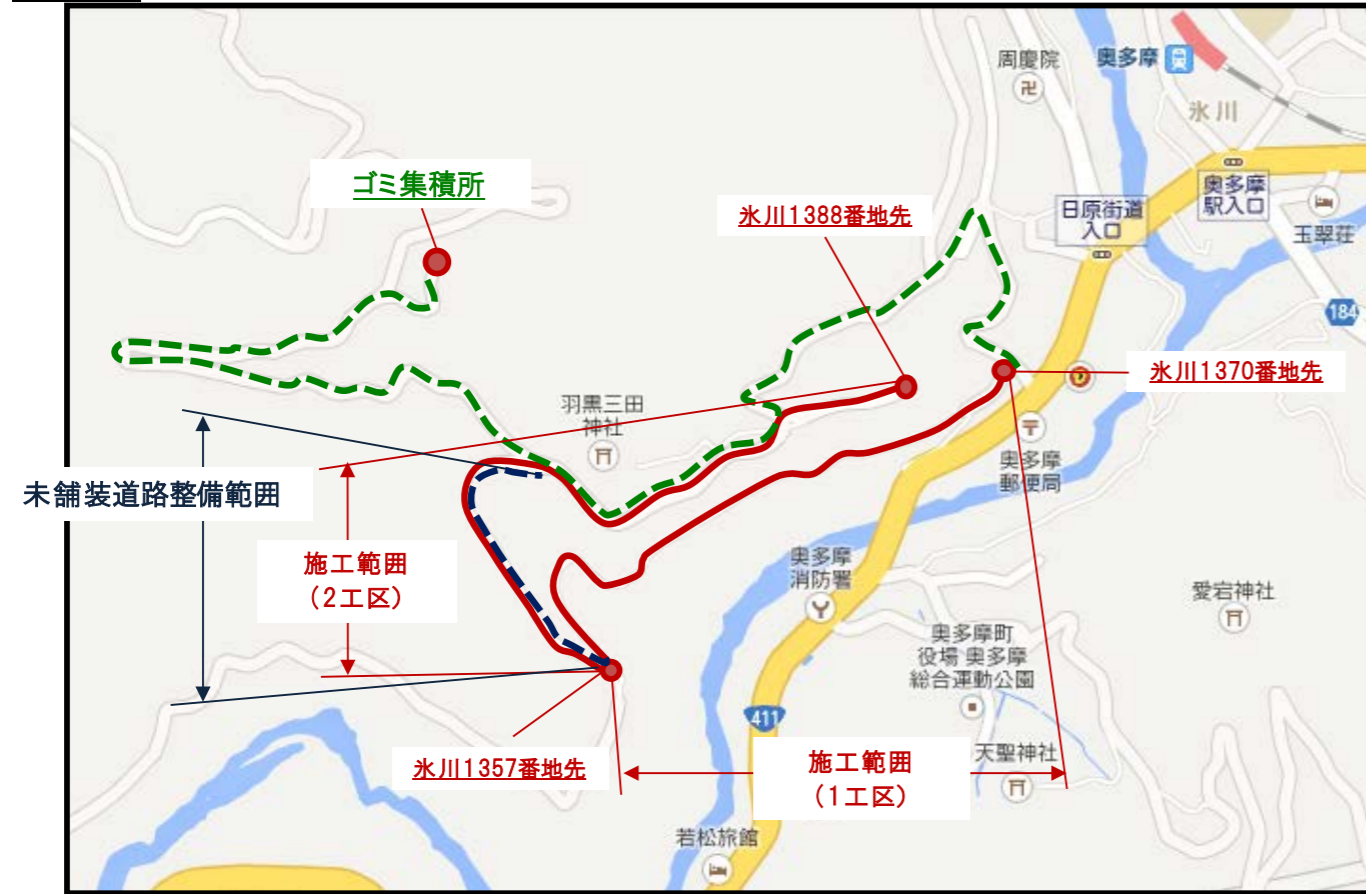 周慶院
奥多摩
氷川
ゴミ集積所
氷川1388番地先
日原街道
入口
奥多摩
駅入口
玉翠荘
184
氷川1370番地先
羽黒三田
神社
奥多摩
郵便局
未舗装道路整備範囲
施工範囲
(2工区)
奥多摩
消防署
愛宕神社
奥多摩町
役場 奥多摩
総合運動公園
411
氷川1357番地先
施工範囲
(1工区)
天聖神社
若松旅館